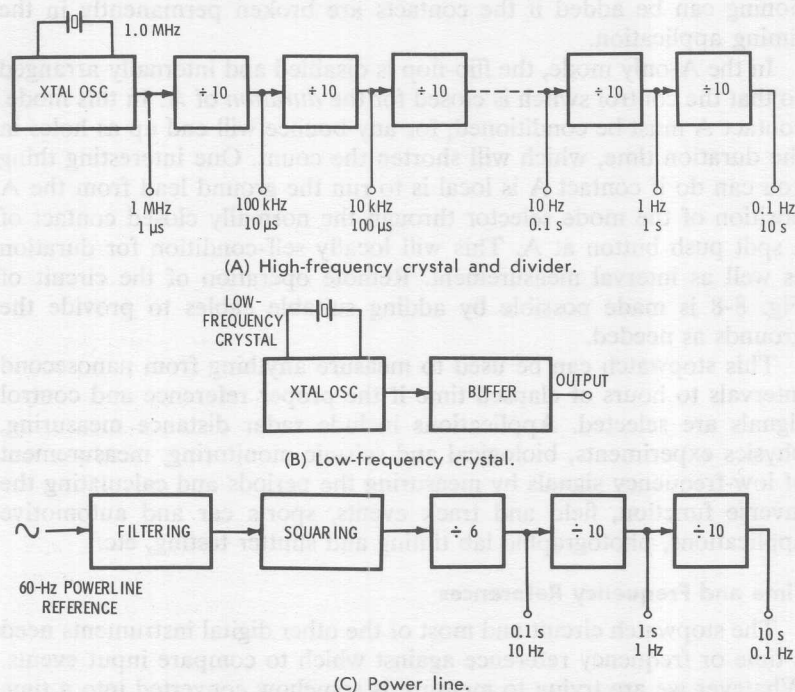 1.0 MHz
XTAL OSC ÷10 ÷10 ÷10 ÷10 ÷10
1 MHz 100 kHz 10 kHz 10 Hz 1 Hz 0.1 Hz
1 µs 10 µs 100 µs 0.1 s 1 s 10 s
(A) High-frequency crystal and divider.
LOW-
FREQUENCY
CRYSTAL
XTAL OSC BUFFER OUTPUT
(B) Low-frequency crystal.
FILTERING SQUARING ÷ 6 ÷ 10 ÷ 10
60-Hz POWERLINE
REFERENCE
0.1 s 1 s 10 s
10 Hz 1 Hz 0.1 Hz
(C) Power line.